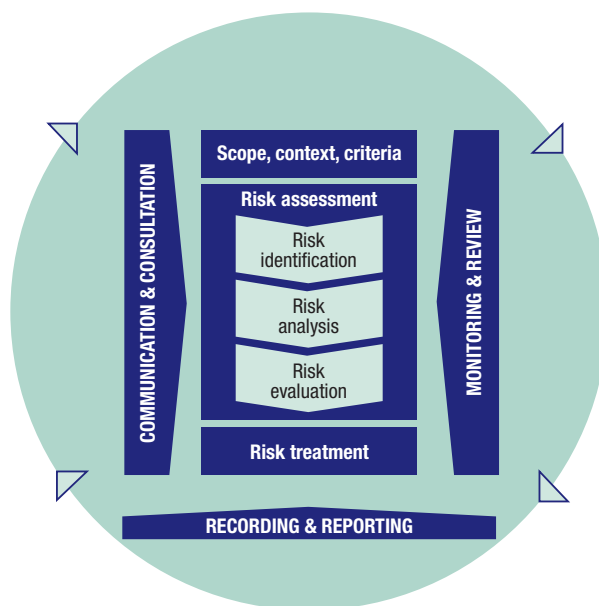 Scope, context, criteria
Risk assessment
Risk
identification
Risk
analysis
Risk
evaluation
Risk treatment
COMMUNICATION & CONSULTATION
MONITORING & REVIEW
RECORDING & REPORTING